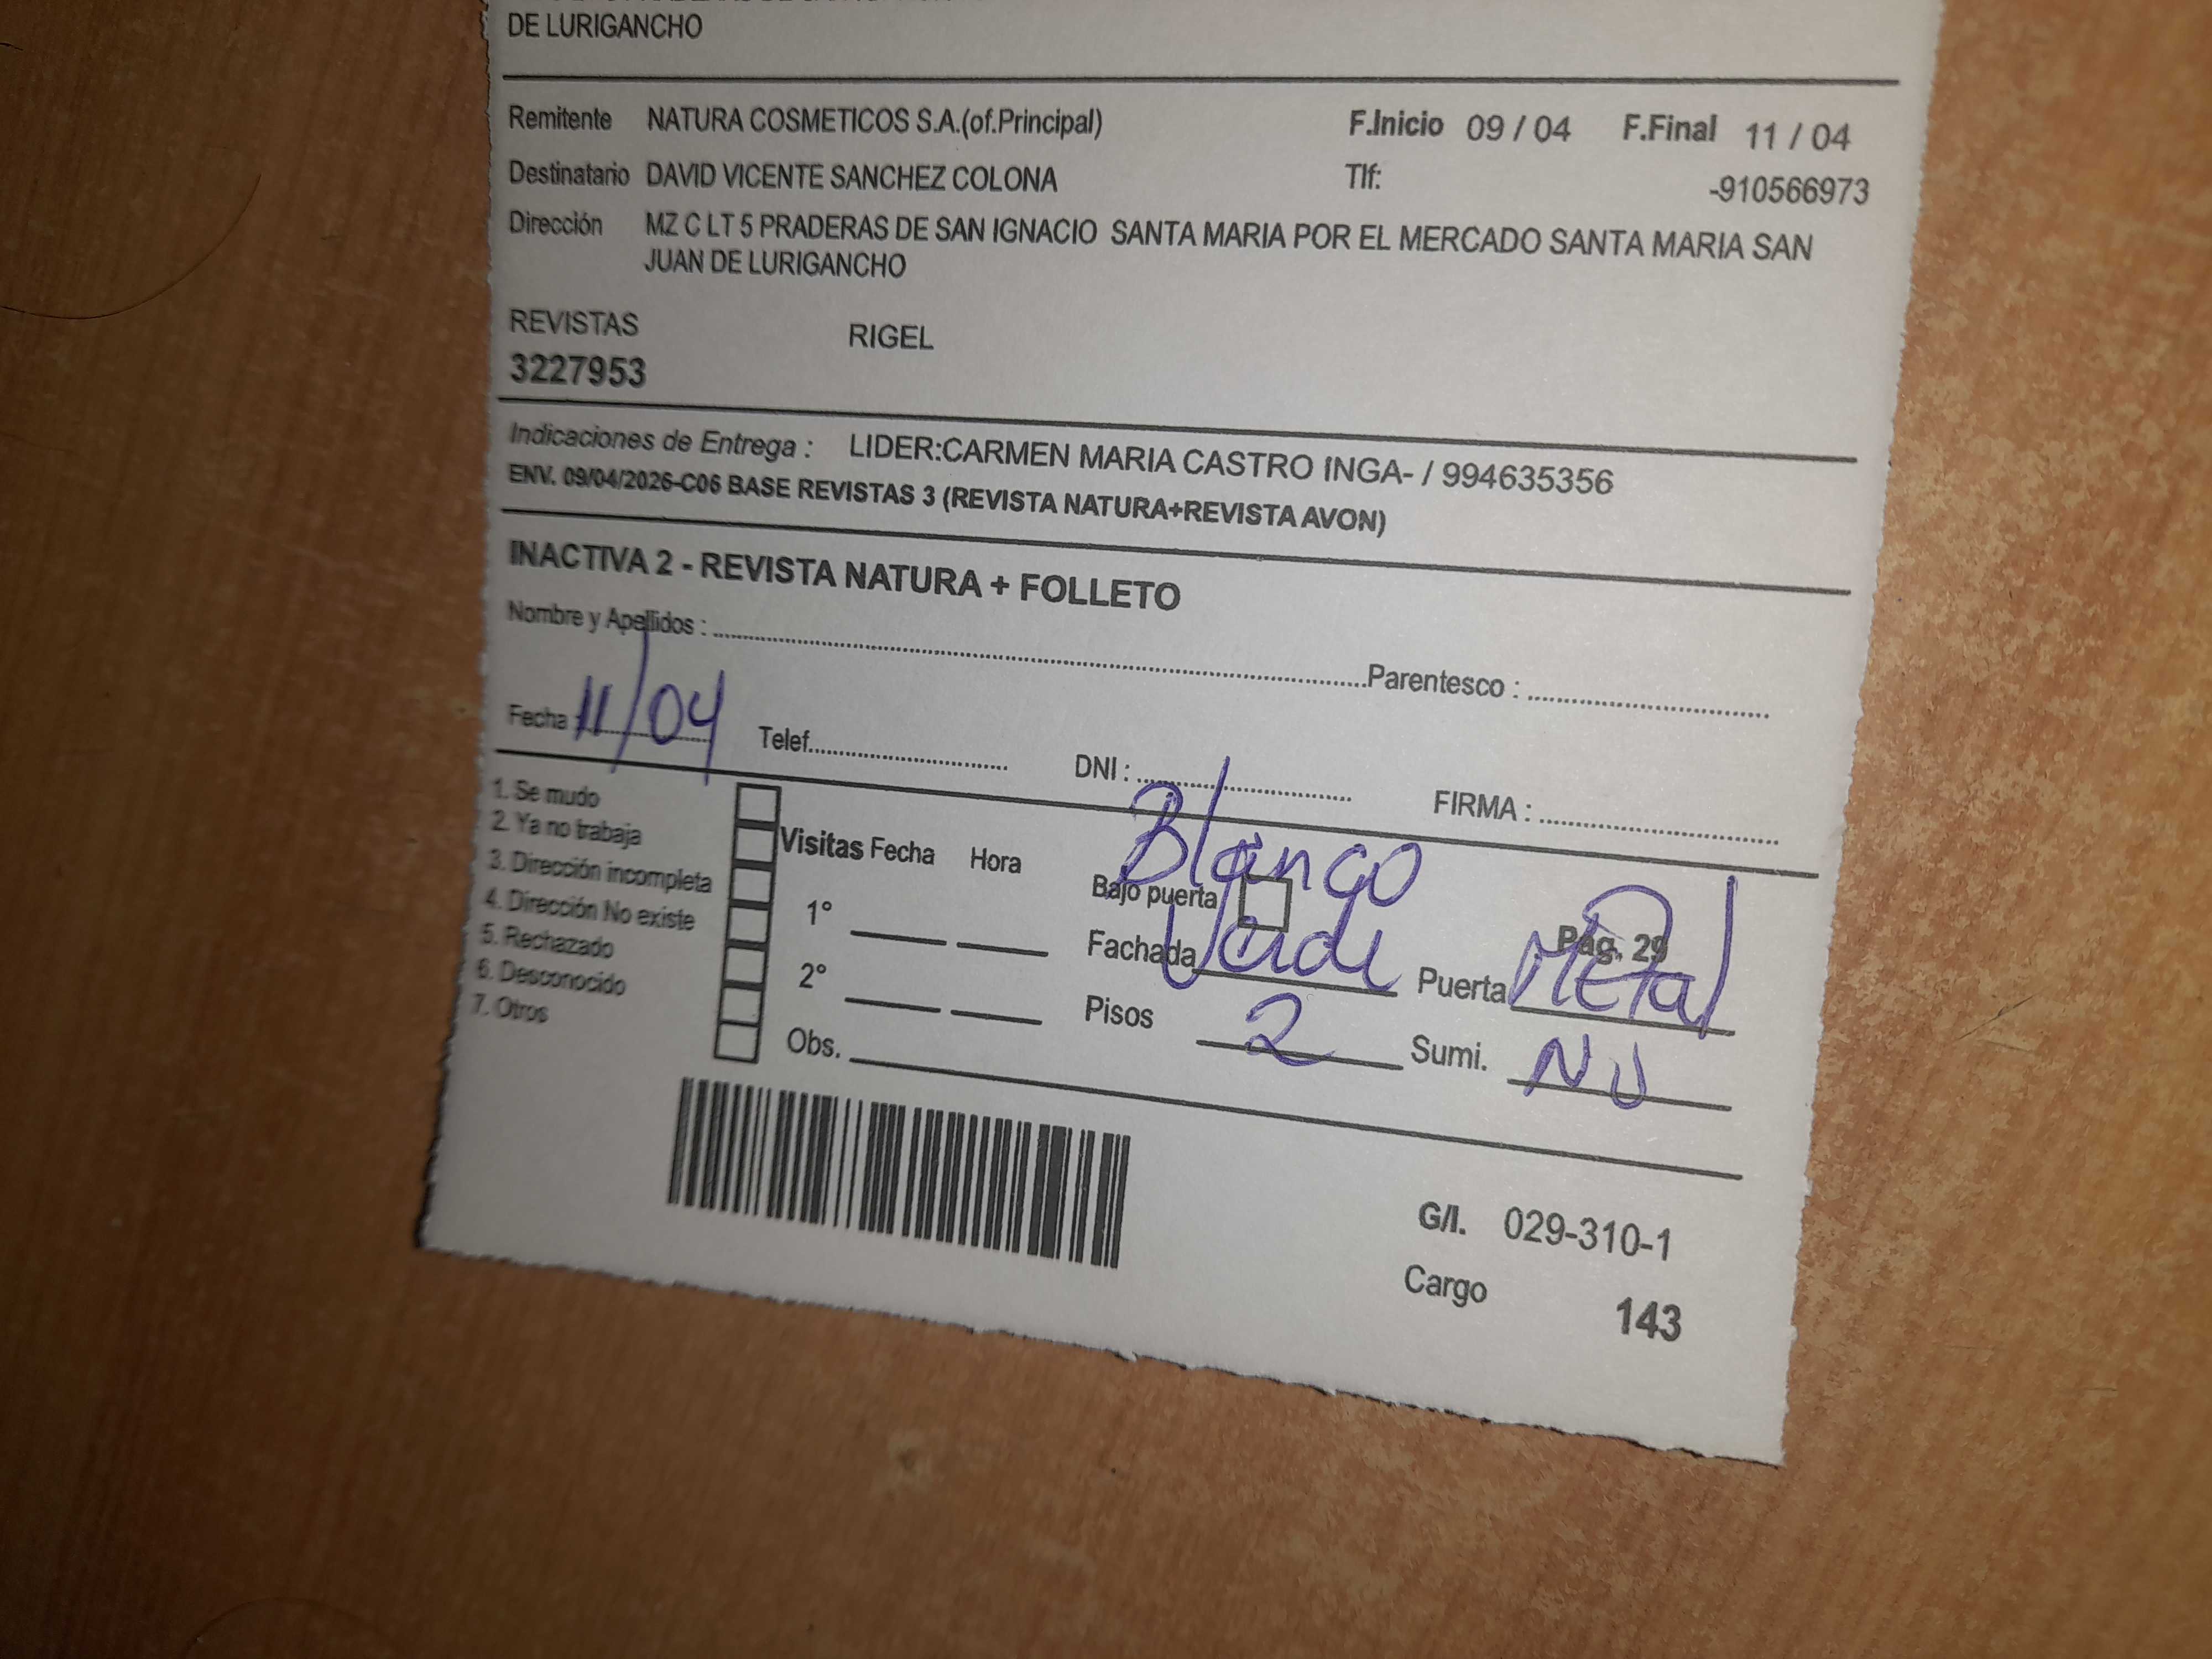 DE LURIGANCHO
Remitente NATURA COSMETICOS S.A.(of.Principal) F.Inicio 09 / 04 F.Final 11 / 04
Destinatario DAVID VICENTE SANCHEZ COLONA Tlf: -910566973
Dirección MZ C LT 5 PRADERAS DE SAN IGNACIO SANTA MARIA POR EL MERCADO SANTA MARIA SAN
JUAN DE LURIGANCHO
REVISTAS RIGEL
3227953
Indicaciones de Entrega : LIDER:CARMEN MARIA CASTRO INGA- / 994635356
ENV. 09/04/2026-C06 BASE REVISTAS 3 (REVISTA NATURA+REVISTA AVON)
INACTIVA 2 - REVISTA NATURA + FOLLETO
Nombre y Apellidos : Parentesco :
Fecha : 11/04 Telef. DNI : FIRMA :
1. Se mudo
2. Ya no trabaja
3. Dirección incompleta
4. Dirección No existe
5. Rechazado
6. Desconocido
7. Otros
Visitas Fecha Hora
1°
2°
Obs.
Blanco
Bajo puerta Pág. 29
Fachada Verde Puerta Metal
Pisos 2 Sumi. NO
G/I. 029-310-1
Cargo 143